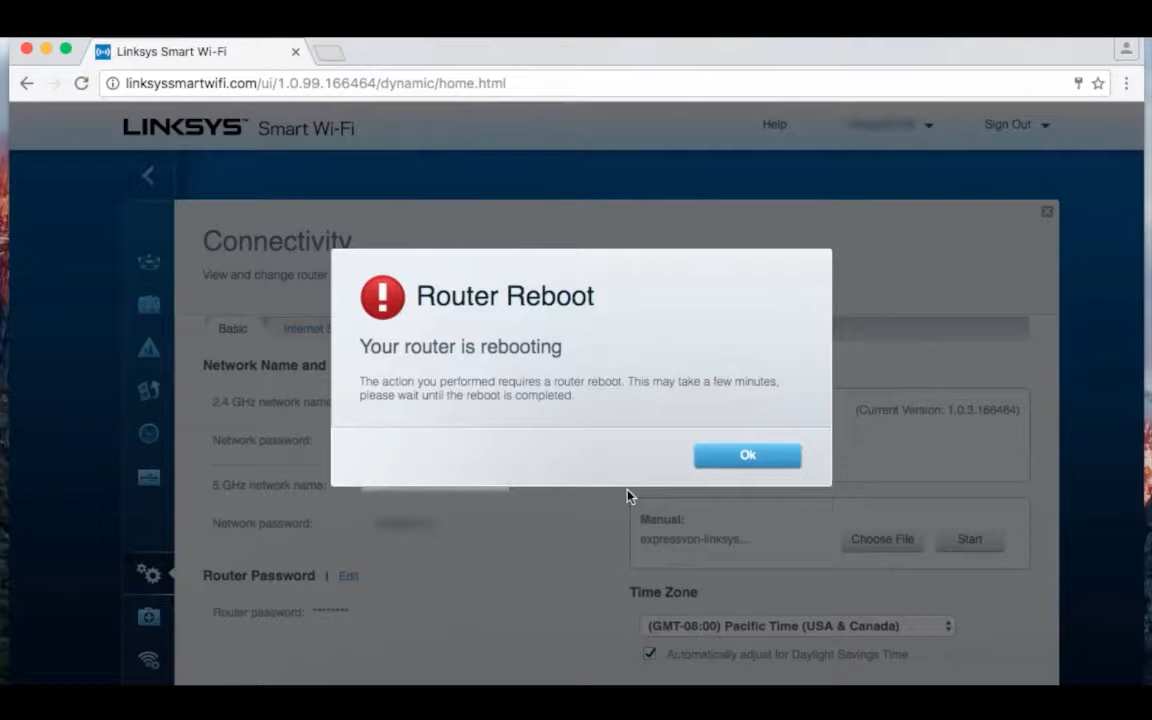 Linksys Smart Wi-Fi
linksyssmartwifi.com/ui/1.0.99.166464/dynamic/home.html
LINKSYS™ Smart Wi-Fi
Help
Sign Out
Connectivity
View and change router
Basic
Internet S
Network Name and
2.4 GHz network name
Network password:
5 GHz network name:
Network password:
Router Password | Edit
Router password: ********
Router Reboot
Your router is rebooting
The action you performed requires a router reboot. This may take a few minutes,
please wait until the reboot is completed.
Ok
(Current Version: 1.0.3.166464)
Manual:
expressvpn-linksys...
Choose File
Start
Time Zone
(GMT-08:00) Pacific Time (USA & Canada)
Automatically adjust for Daylight Savings Time